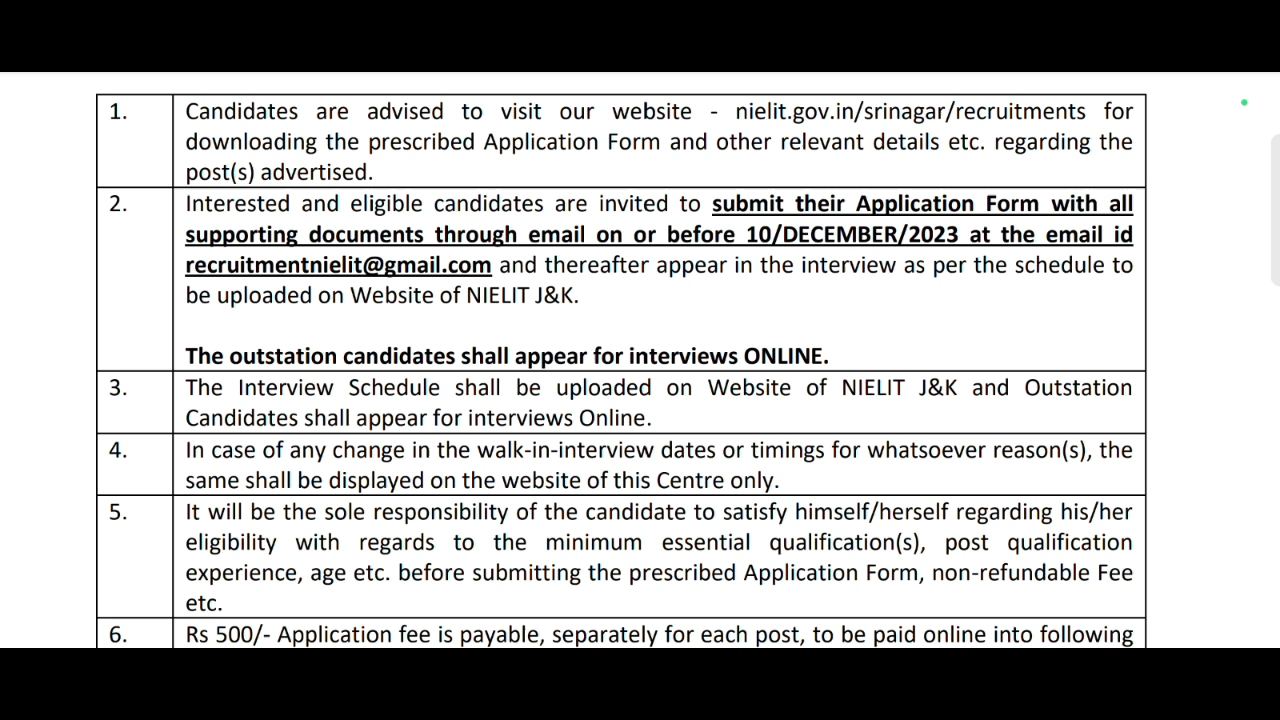 1. Candidates are advised to visit our website - nielit.gov.in/srinagar/recruitments for
downloading the prescribed Application Form and other relevant details etc. regarding the
post(s) advertised.
2. Interested and eligible candidates are invited to submit their Application Form with all
supporting documents through email on or before 10/DECEMBER/2023 at the email id
recruitmentnielit@gmail.com and thereafter appear in the interview as per the schedule to
be uploaded on Website of NIELIT J&K.
The outstation candidates shall appear for interviews ONLINE.
3. The Interview Schedule shall be uploaded on Website of NIELIT J&K and Outstation
Candidates shall appear for interviews Online.
4. In case of any change in the walk-in-interview dates or timings for whatsoever reason(s), the
same shall be displayed on the website of this Centre only.
5. It will be the sole responsibility of the candidate to satisfy himself/herself regarding his/her
eligibility with regards to the minimum essential qualification(s), post qualification
experience, age etc. before submitting the prescribed Application Form, non-refundable Fee
etc.
6. Rs 500/- Application fee is payable, separately for each post, to be paid online into following